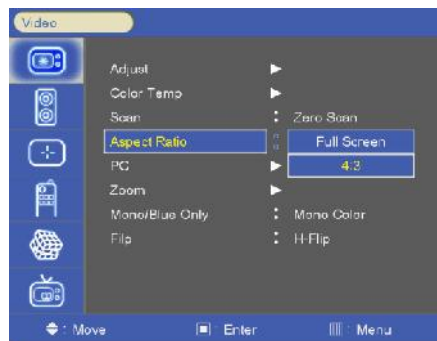 Video
Adjust
Color Temp
Scan : Zero Scan
Aspect Ratio : Full Screen
4:3
PC
Zoom
Mono/Blue Only : Mono Color
Flip : H-Flip
: Move : Enter : Menu